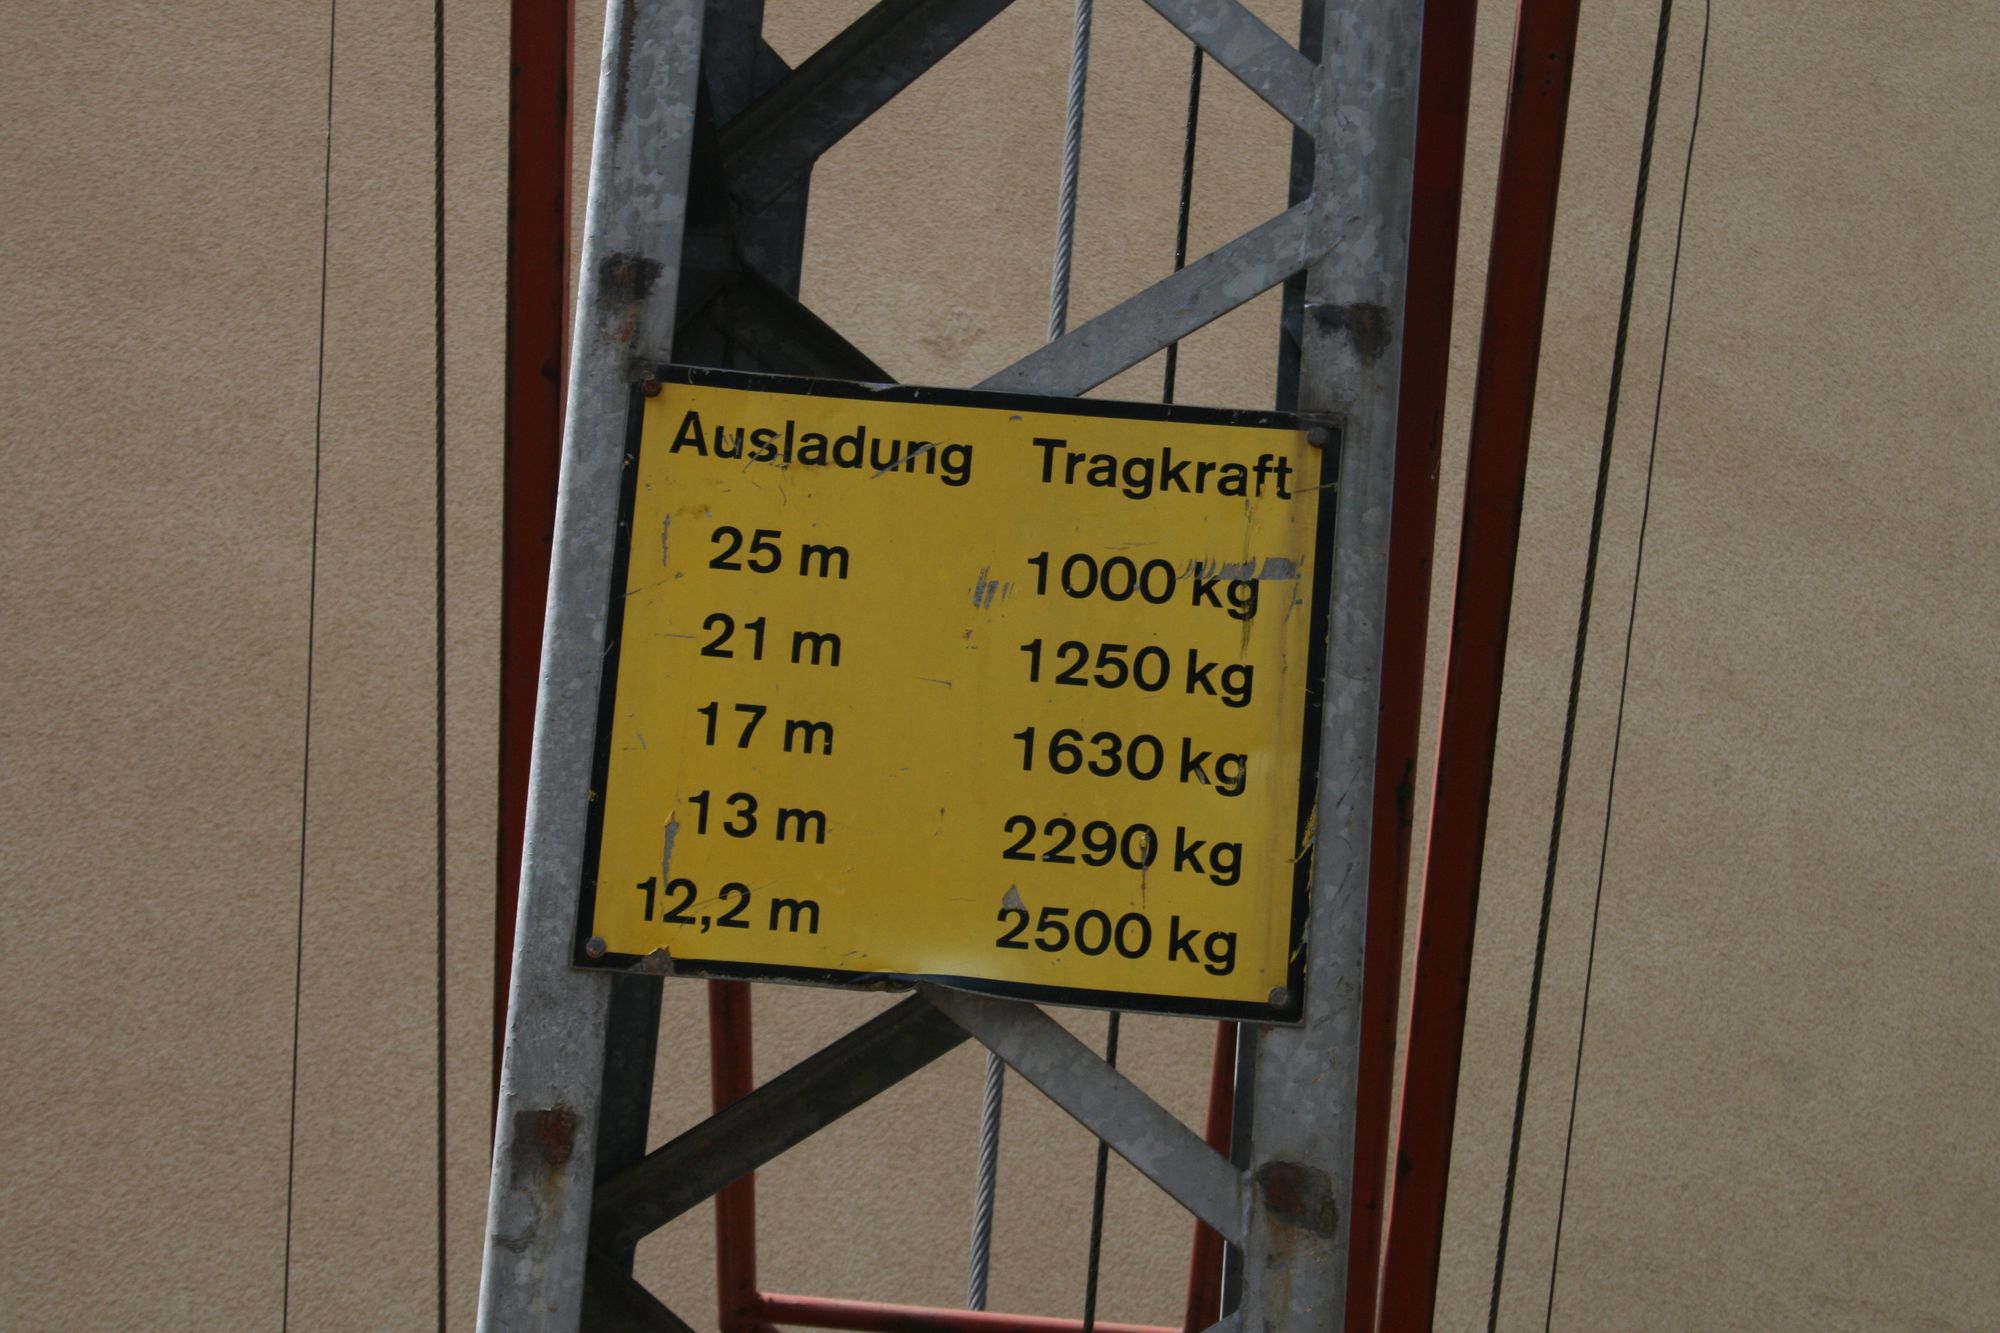 Ausladung Tragkraft
25 m 1000 kg
21 m 1250 kg
17 m 1630 kg
13 m 2290 kg
12,2 m 2500 kg